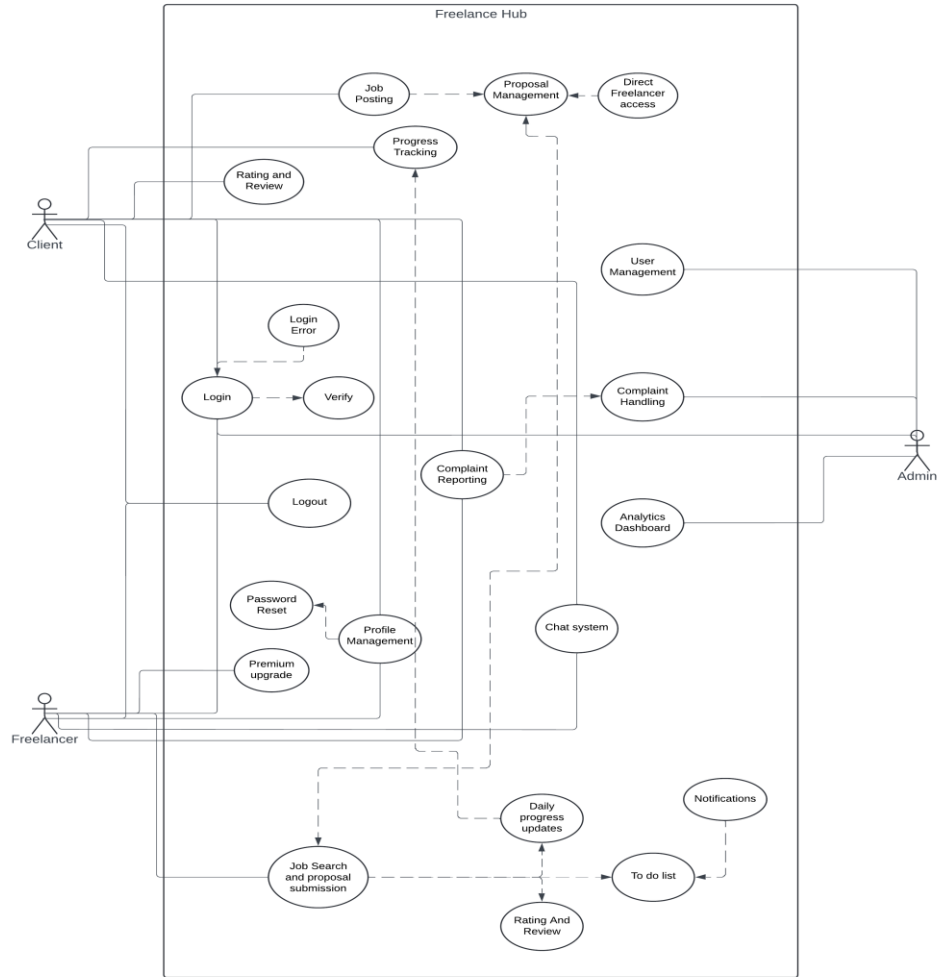 Freelance Hub
Job
Posting
Proposal
Management
Direct
Freelancer
access
Progress
Tracking
Rating and
Review
Client
User
Management
Login
Error
Login
Verify
Complaint
Handling
Admin
Complaint
Reporting
Logout
Analytics
Dashboard
Password
Reset
Profile
Management
Chat system
Premium
upgrade
Freelancer
Daily
progress
updates
Notifications
Job Search
and proposal
submission
To do list
Rating And
Review